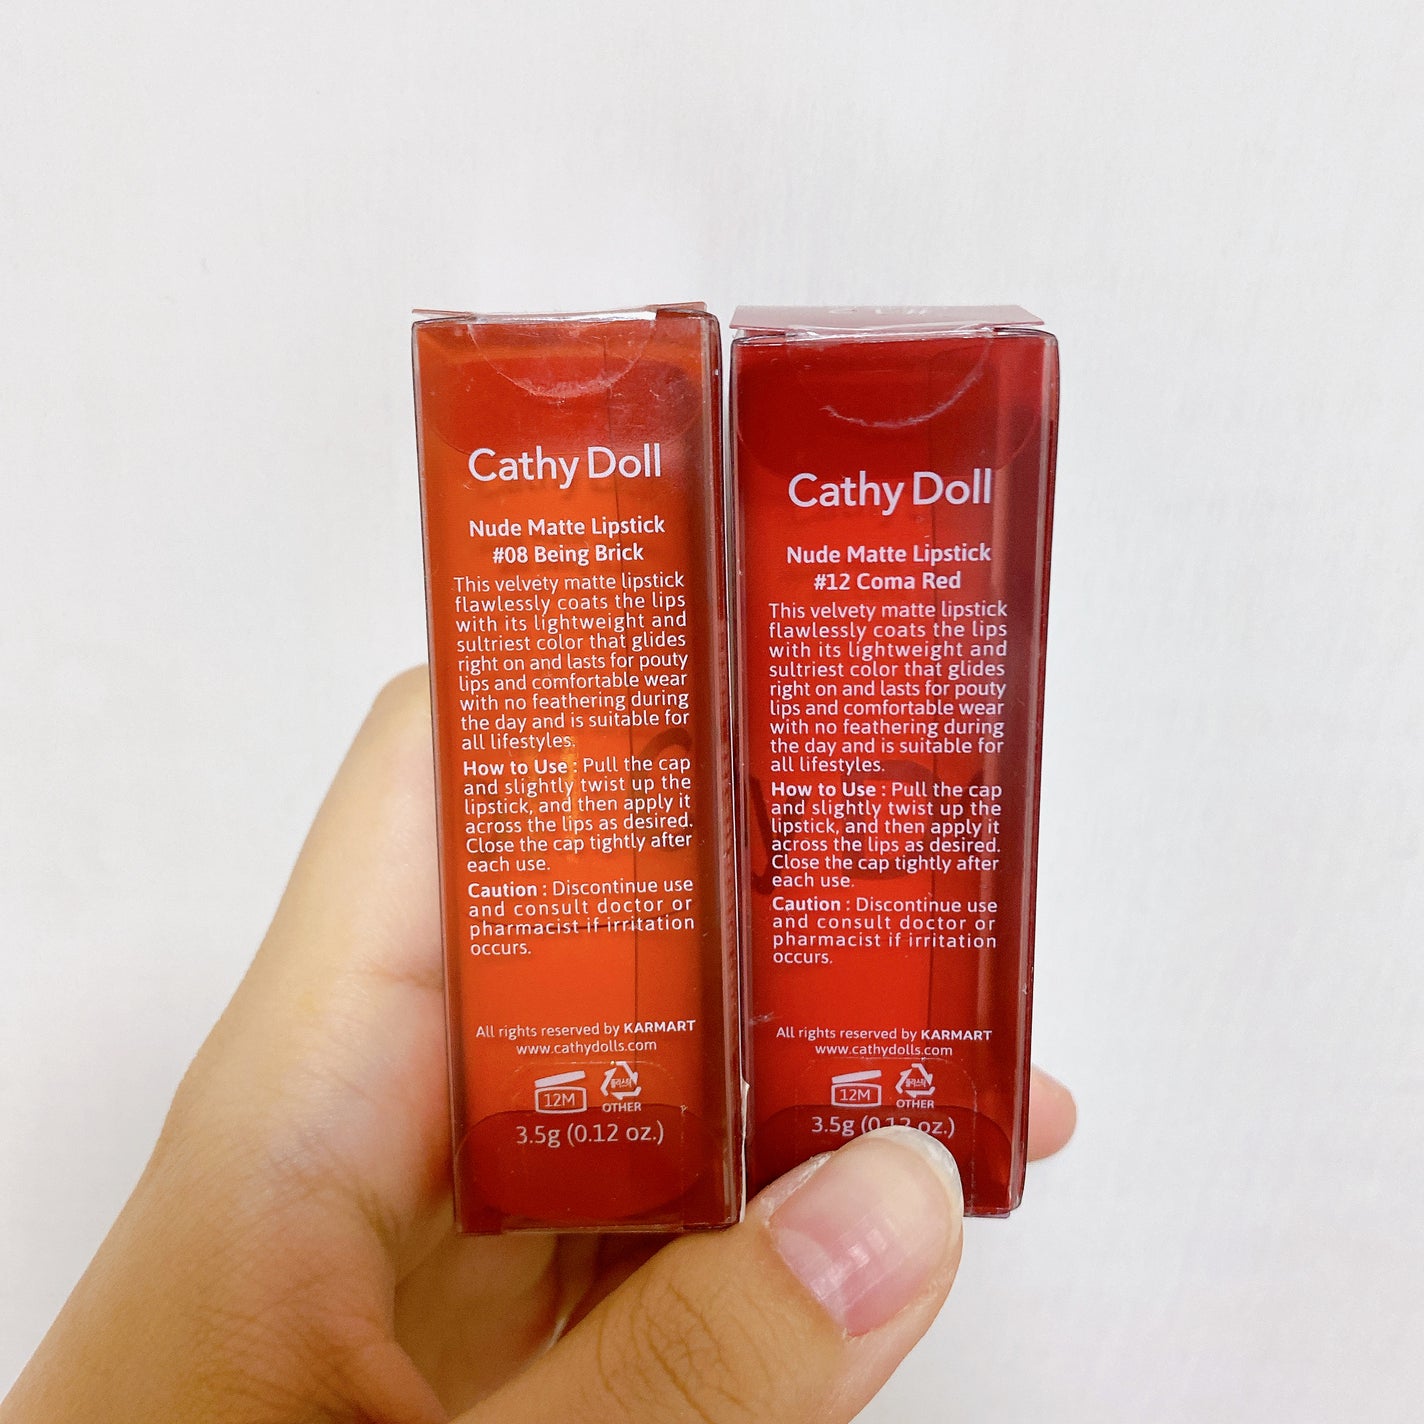 Cathy Doll
Nude Matte Lipstick
#08 Being Brick
This velvety matte lipstick
flawlessly coats the lips
with its lightweight and
sultriest color that glides
right on and lasts for pouty
lips and comfortable wear
with no feathering during
the day and is suitable for
all lifestyles.
How to Use : Pull the cap
and slightly twist up the
lipstick, and then apply it
across the lips as desired.
Close the cap tightly after
each use.
Caution : Discontinue use
and consult doctor or
pharmacist if irritation
occurs.
All rights reserved by KARMART
www.cathydolls.com
12M
OTHER
3.5g (0.12 oz.)
Cathy Doll
Nude Matte Lipstick
#12 Coma Red
This velvety matte lipstick
flawlessly coats the lips
with its lightweight and
sultriest color that glides
right on and lasts for pouty
lips and comfortable wear
with no feathering during
the day and is suitable for
all lifestyles.
How to Use : Pull the cap
and slightly twist up the
lipstick, and then apply it
across the lips as desired.
Close the cap tightly after
each use.
Caution : Discontinue use
and consult doctor or
pharmacist if irritation
occurs.
All rights reserved by KARMART
www.cathydolls.com
12M
OTHER
3.5g (0.12 oz.)